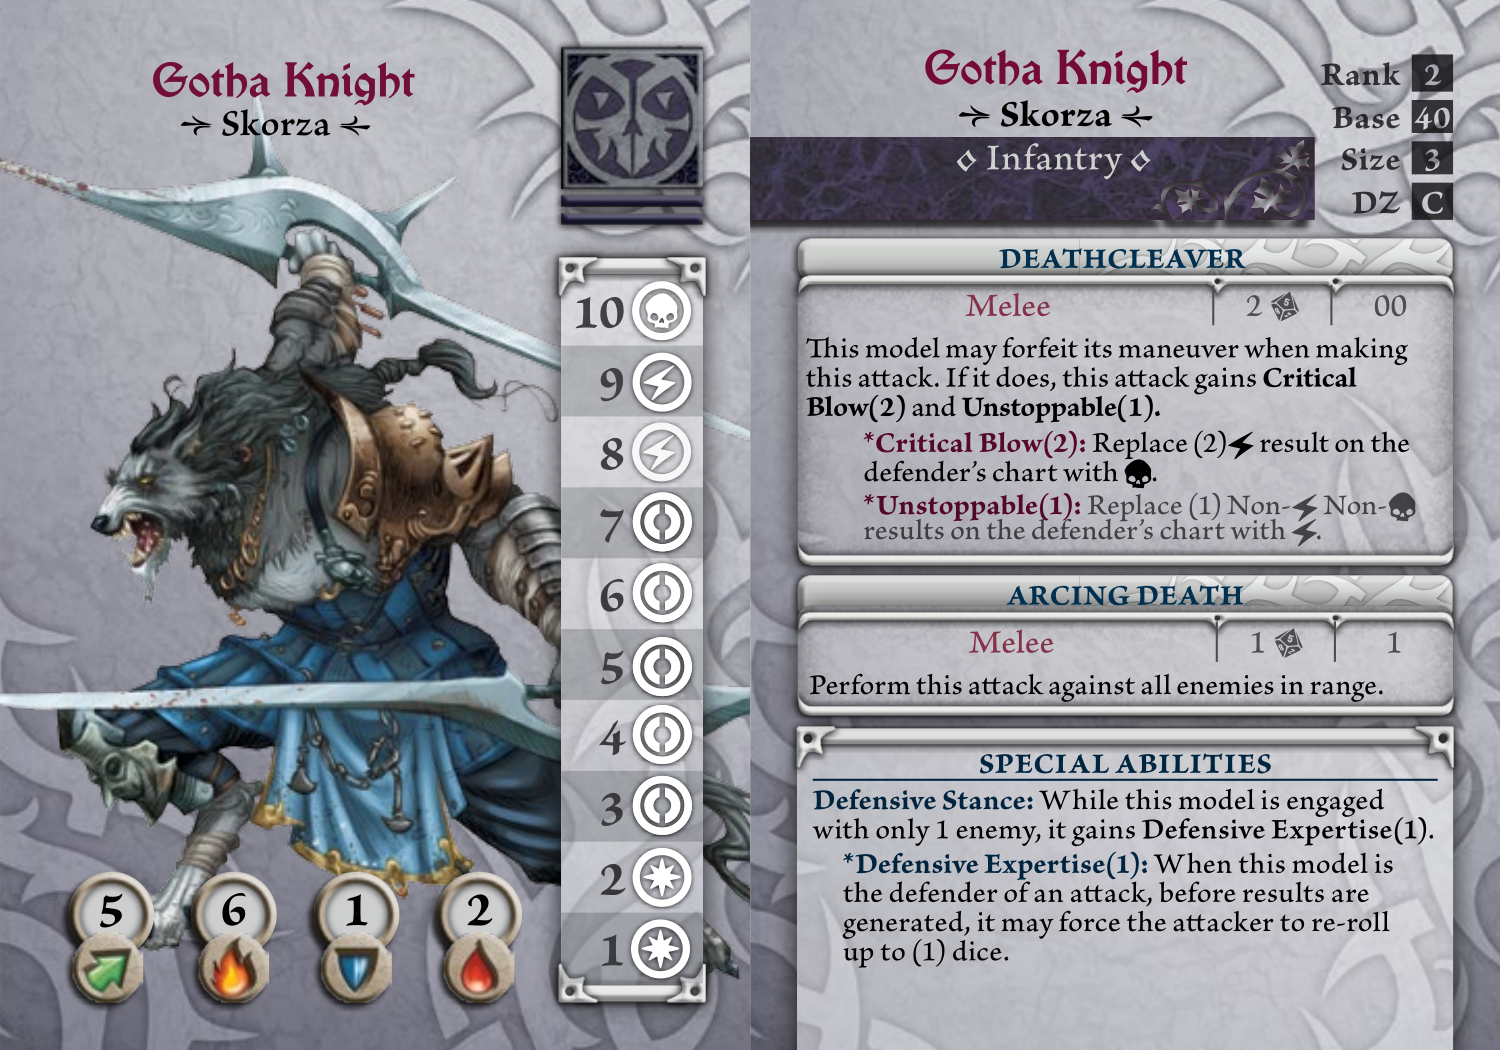 Gotha Knight
Skorza
10
9
8
7
6
5
4
3
2
1
5 6 1 2
Gotha Knight
Skorza
Infantry
Rank 2
Base 40
Size 3
DZ C
DEATHCLEAVER
Melee 2 00
This model may forfeit its maneuver when making
this attack. If it does, this attack gains Critical
Blow(2) and Unstoppable(1).
*Critical Blow(2): Replace (2) result on the
defender's chart with .
*Unstoppable(1): Replace (1) Non- Non-
results on the defender's chart with .
ARCING DEATH
Melee 1 1
Perform this attack against all enemies in range.
SPECIAL ABILITIES
Defensive Stance: While this model is engaged
with only 1 enemy, it gains Defensive Expertise(1).
*Defensive Expertise(1): When this model is
the defender of an attack, before results are
generated, it may force the attacker to re-roll
up to (1) dice.